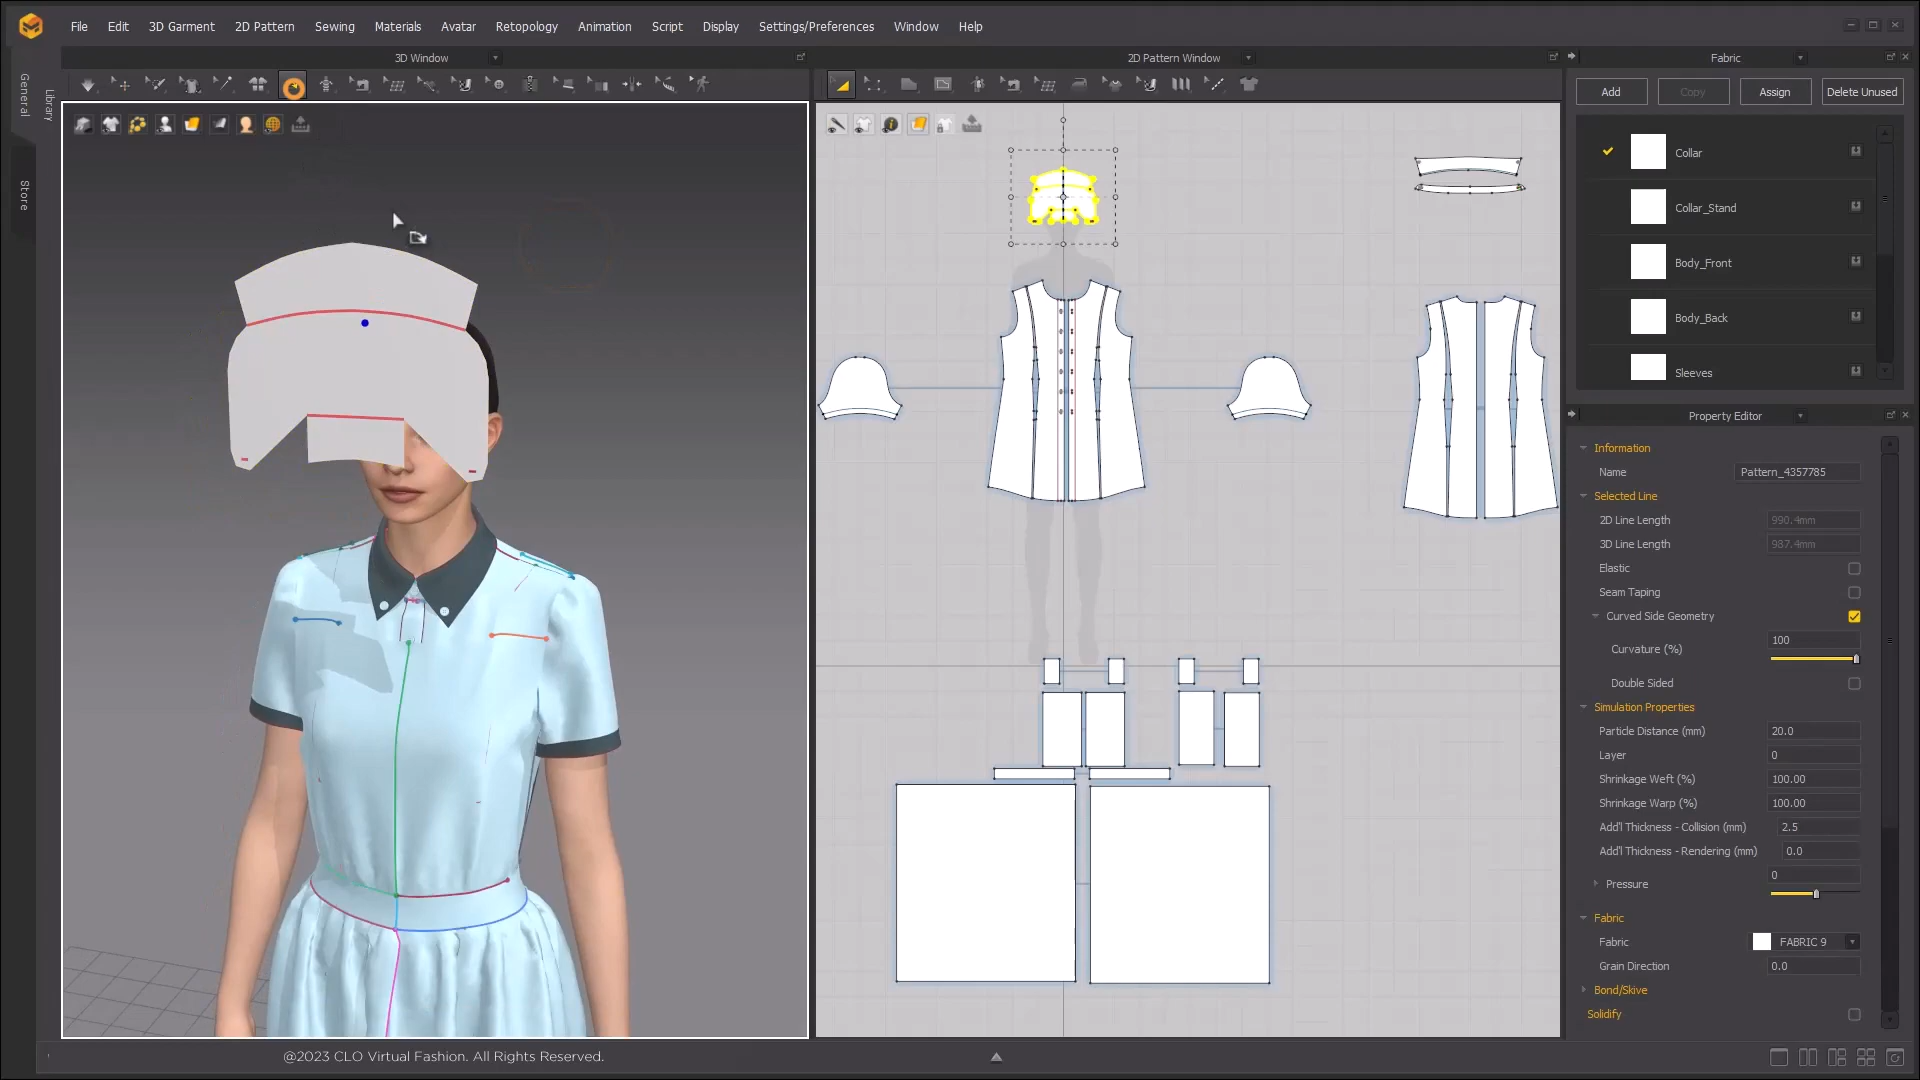 File Edit 3D Garment 2D Pattern Sewing Materials Avatar Retopology Animation Script Display Settings/Preferences Window Help
General
Library
Store
3D Window
2D Pattern Window
Fabric
Add
Copy
Assign
Delete Unused
Collar
Collar_Stand
Body_Front
Body_Back
Sleeves
Property Editor
Information
Name Pattern_4357785
Selected Line
2D Line Length 990.4mm
3D Line Length 987.4mm
Elastic
Seam Taping
Curved Side Geometry
Curvature (%) 100
Double Sided
Simulation Properties
Particle Distance (mm) 20.0
Layer 0
Shrinkage Weft (%) 100.00
Shrinkage Warp (%) 100.00
Add'l Thickness - Collision (mm) 2.5
Add'l Thickness - Rendering (mm) 0.0
Pressure 0
Fabric
Fabric FABRIC 9
Grain Direction 0.0
Bond/Skive
Solidify
@2023 CLO Virtual Fashion. All Rights Reserved.